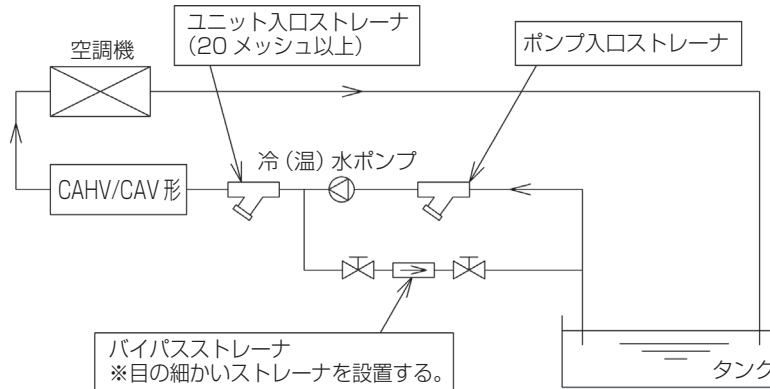 ユニット入口ストレーナ
(20 メッシュ以上)
ポンプ入口ストレーナ
空調機
冷(温)水ポンプ
CAHV/CAV 形
バイパスストレーナ
※目の細かいストレーナを設置する。
タンク